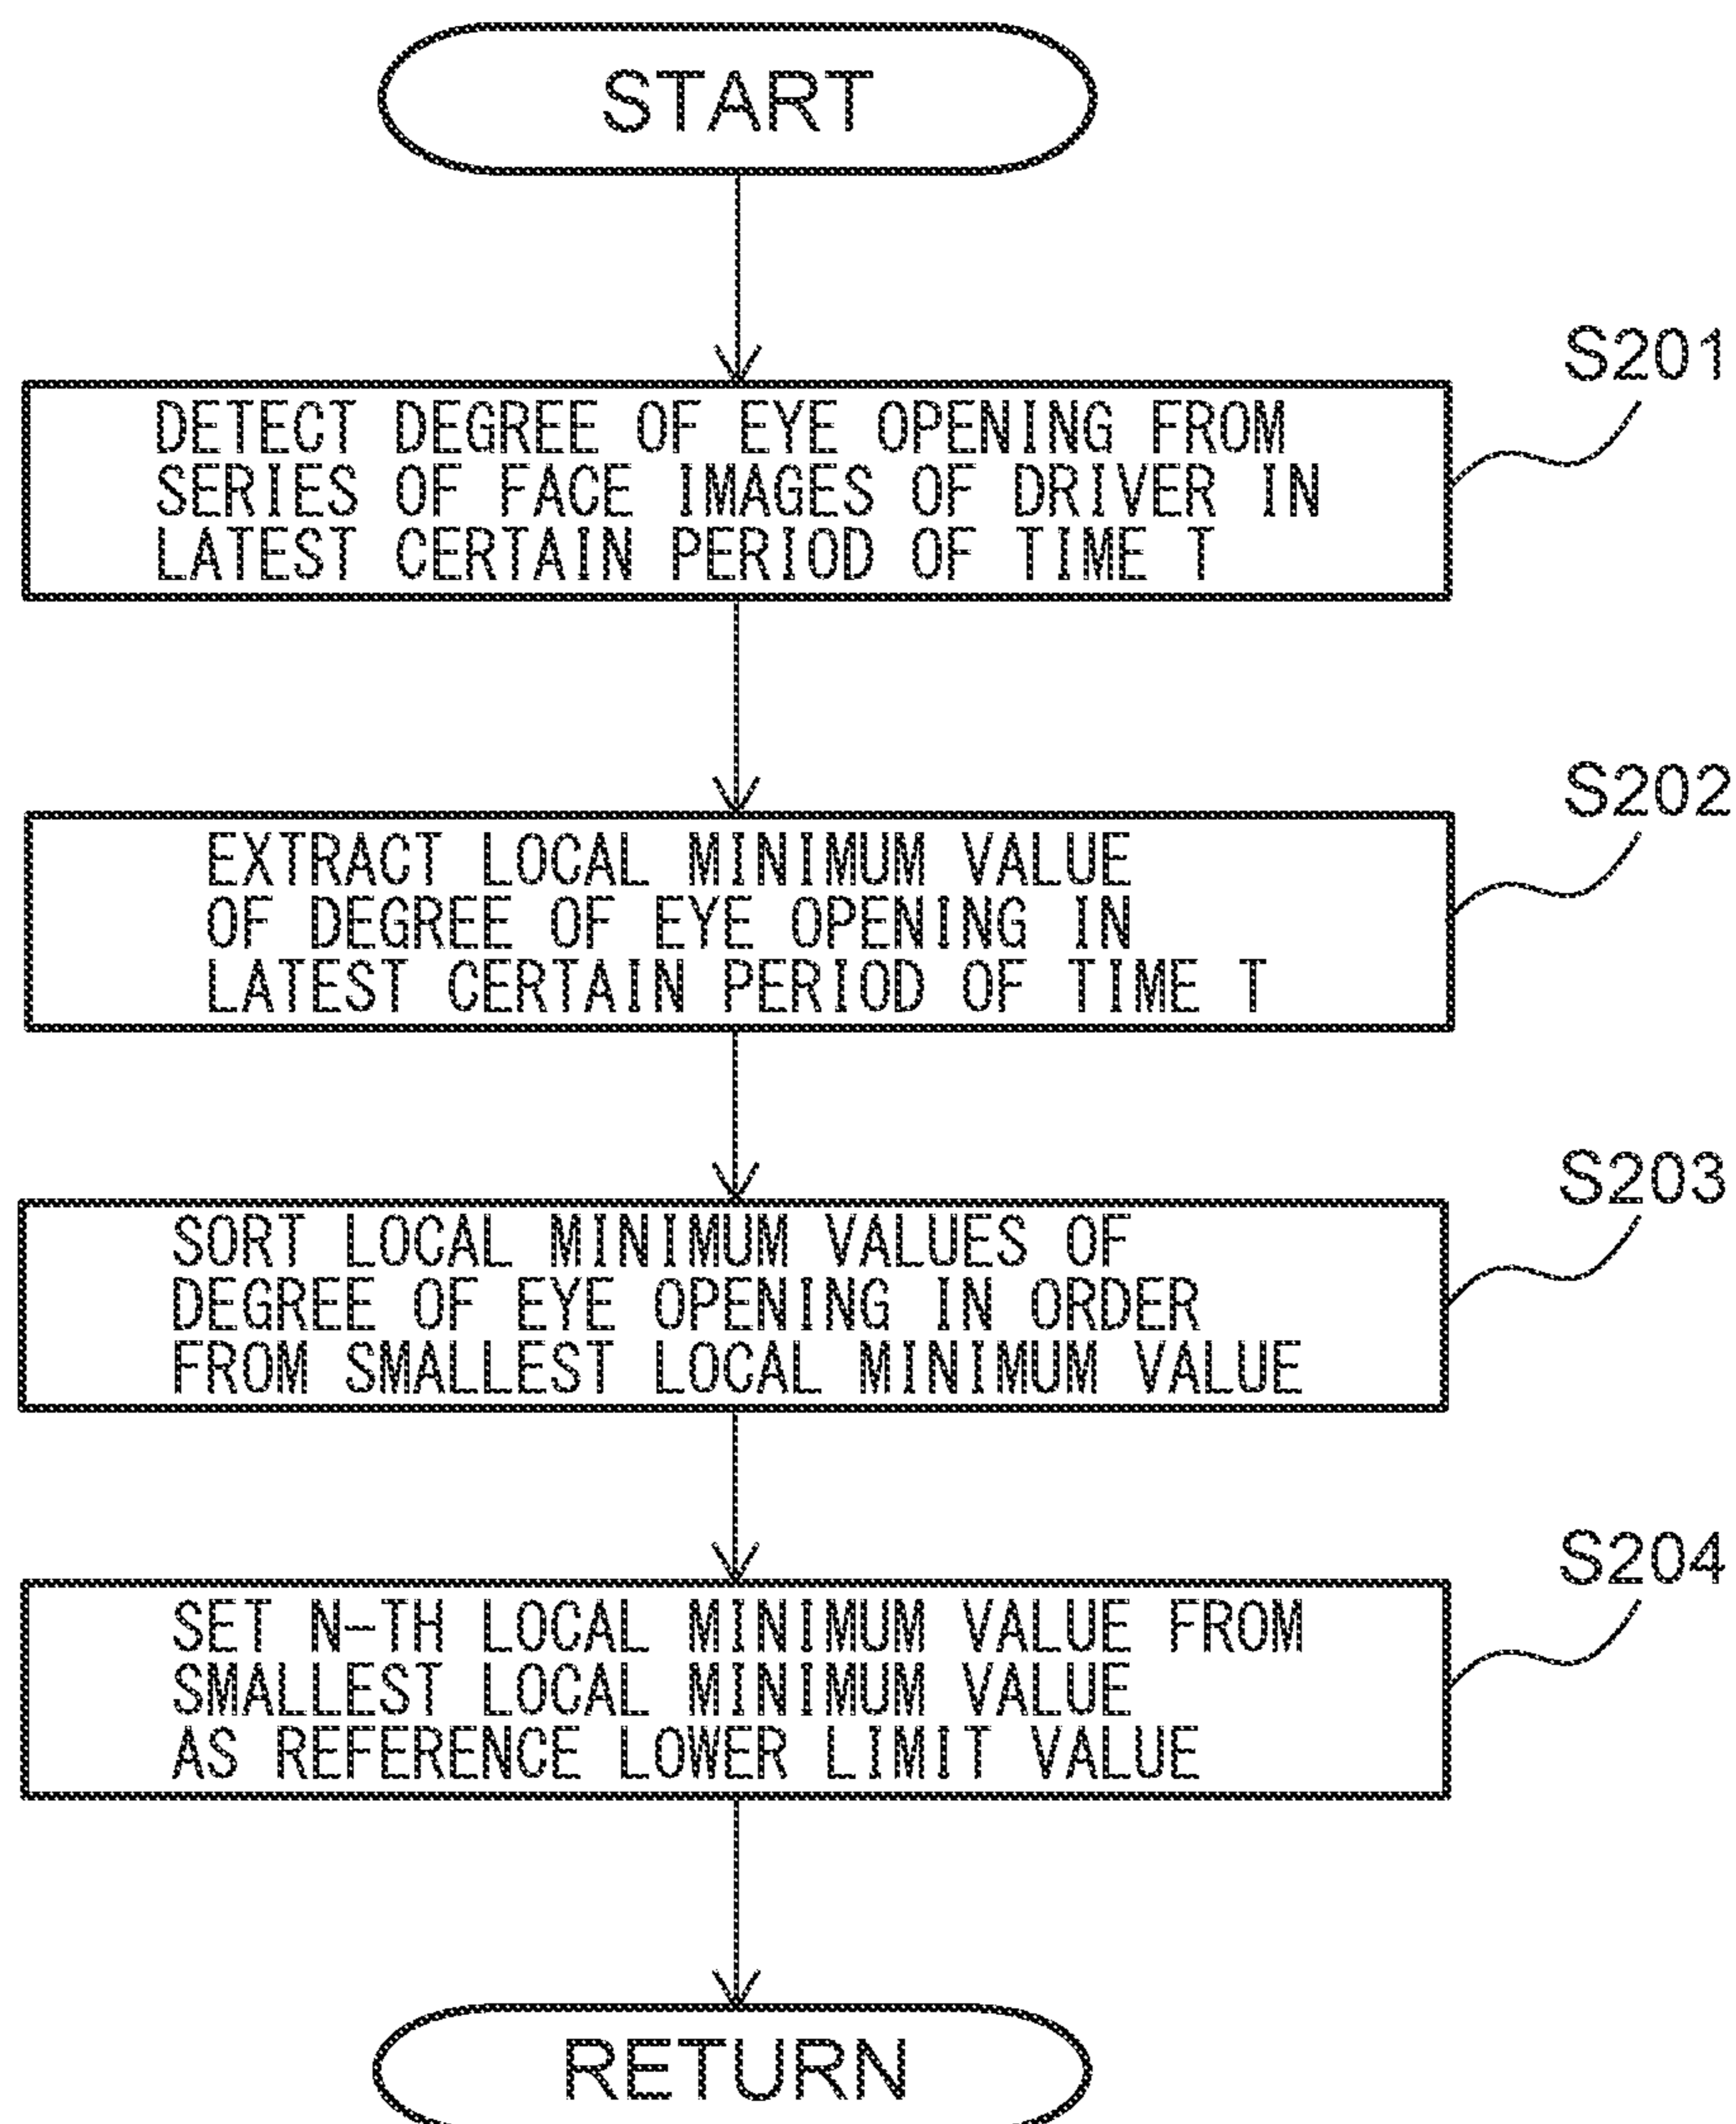 START
S201
DETECT DEGREE OF EYE OPENING FROM
SERIES OF FACE IMAGES OF DRIVER IN
LATEST CERTAIN PERIOD OF TIME T
S202
EXTRACT LOCAL MINIMUM VALUE
OF DEGREE OF EYE OPENING IN
LATEST CERTAIN PERIOD OF TIME T
S203
SORT LOCAL MINIMUM VALUES OF
DEGREE OF EYE OPENING IN ORDER
FROM SMALLEST LOCAL MINIMUM VALUE
S204
SET N-TH LOCAL MINIMUM VALUE FROM
SMALLEST LOCAL MINIMUM VALUE
AS REFERENCE LOWER LIMIT VALUE
RETURN